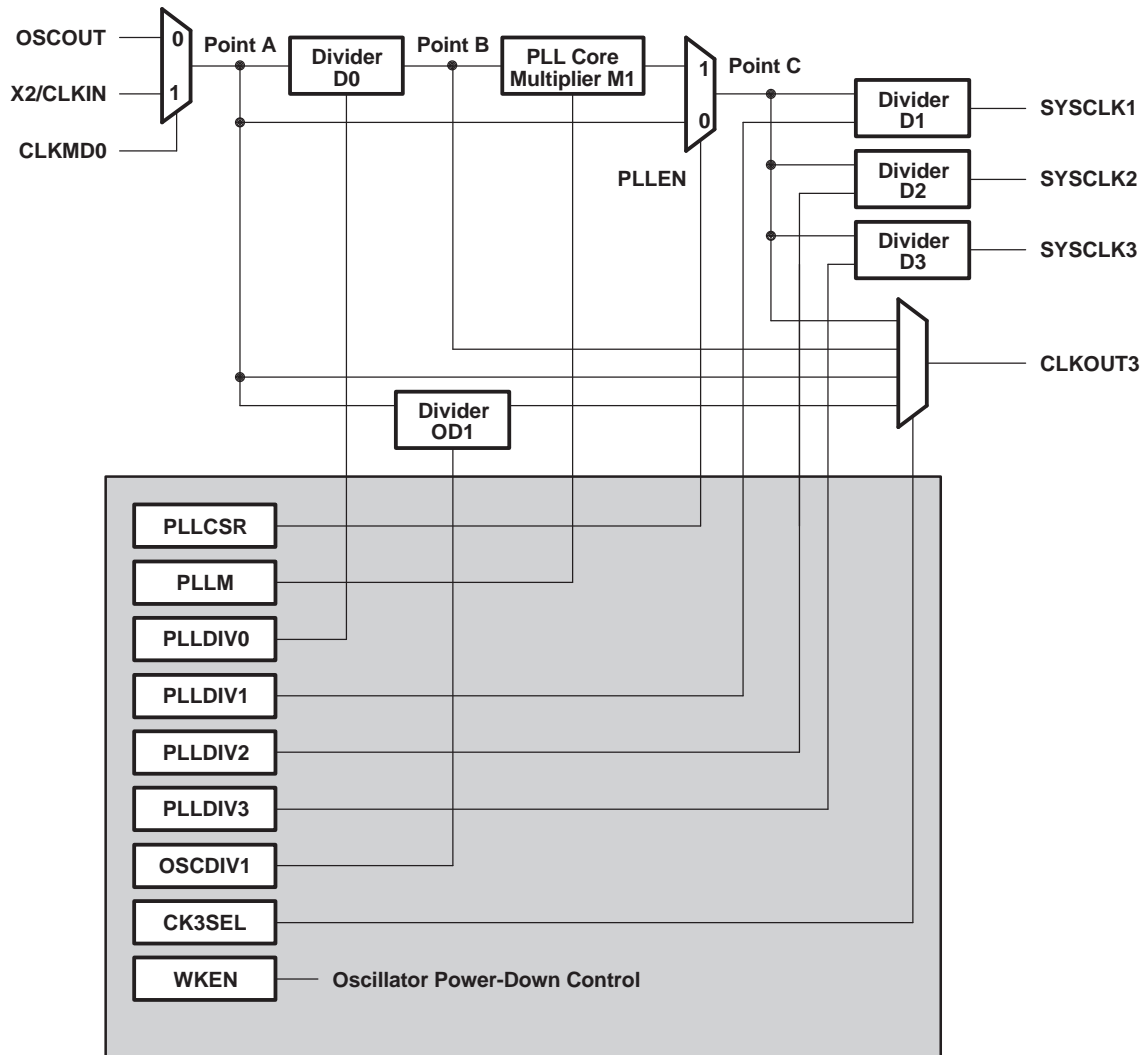 OSCOUT
0
Point A
Divider
D0
Point B
PLL Core
Multiplier M1
1
Point C
X2/CLKIN
1
Divider
D1
SYSCLK1
0
CLKMD0
PLLEN
Divider
D2
SYSCLK2
Divider
D3
SYSCLK3
CLKOUT3
Divider
OD1
PLLCSR
PLLM
PLLDIV0
PLLDIV1
PLLDIV2
PLLDIV3
OSCDIV1
CK3SEL
WKEN
Oscillator Power-Down Control